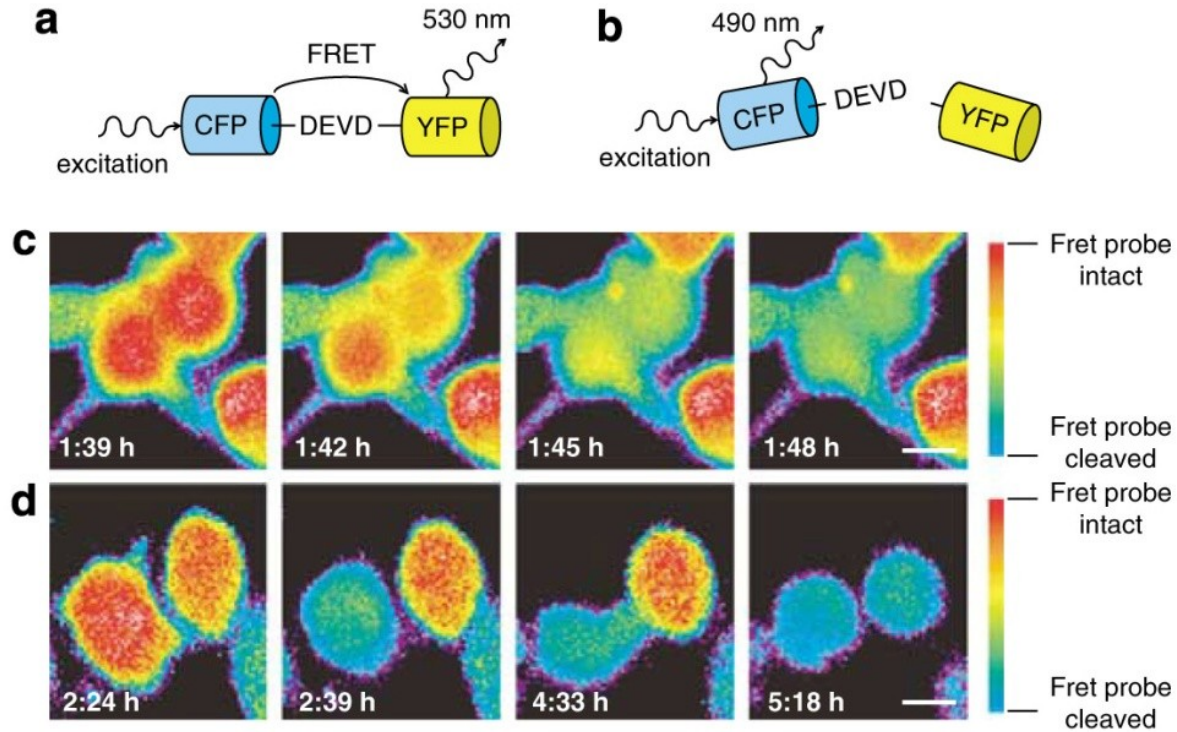 a
530 nm
FRET
CFP
DEVD
YFP
excitation
b
490 nm
CFP
DEVD
YFP
excitation
c
1:39 h
1:42 h
1:45 h
1:48 h
Fret probe
intact
Fret probe
cleaved
d
2:24 h
2:39 h
4:33 h
5:18 h
Fret probe
intact
Fret probe
cleaved